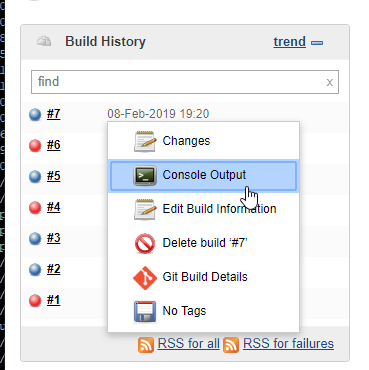 Build History trend
find x
#7 08-Feb-2019 19:20
#6
Changes
#5
Console Output
#4
Edit Build Information
#3
Delete build ‘#7’
#2
Git Build Details
#1
No Tags
RSS for all RSS for failures